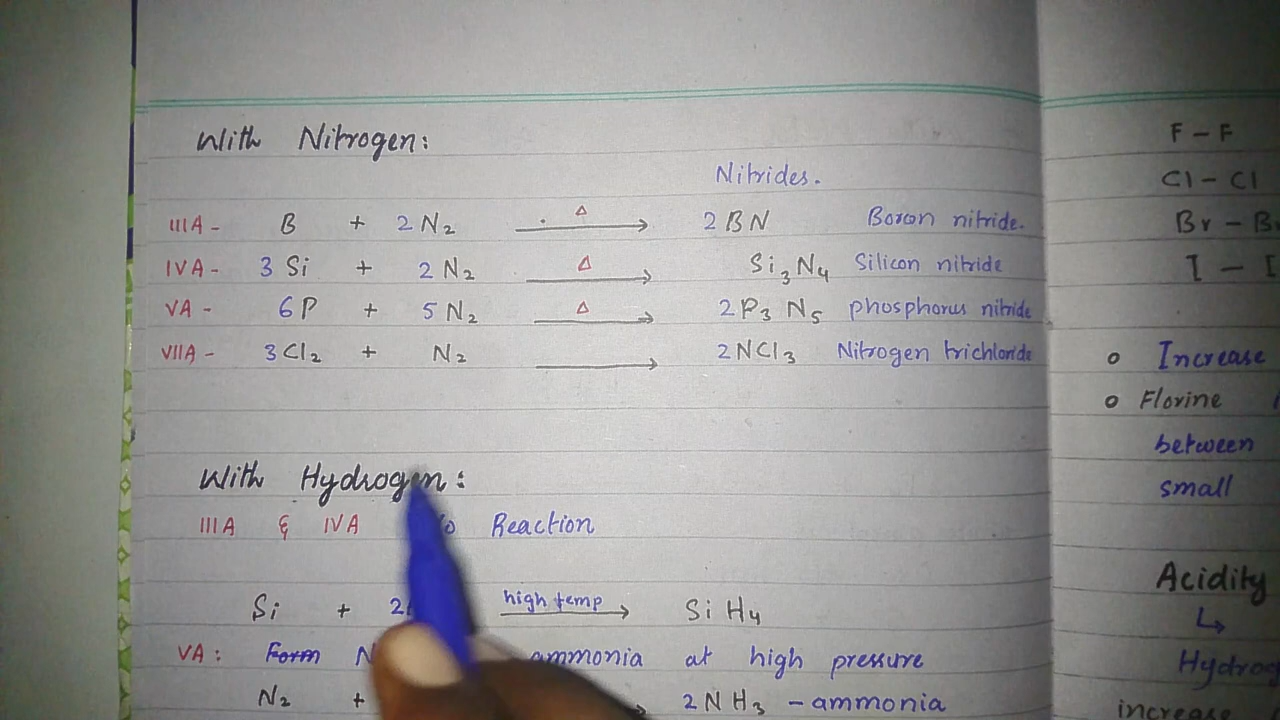 With Nitrogen:
Nitrides.
IIIA - B + 2N₂ —Δ→ 2BN Boron nitride.
IVA - 3Si + 2N₂ —Δ→ Si₃N₄ Silicon nitride
VA - 6P + 5N₂ —Δ→ 2P₃N₅ phosphorus nitride
VIIA - 3Cl₂ + N₂ → 2NCl₃ Nitrogen trichloride
With Hydrogen:
IIIA & IVA Reaction
Si + 2 —high temp→ SiH₄
VA: Form ammonia at high pressure
N₂ + → 2NH₃ - ammonia
F - F
Cl - Cl
Br -
I -
o Increase
o Florine
between
small
Acidity
↳
increase